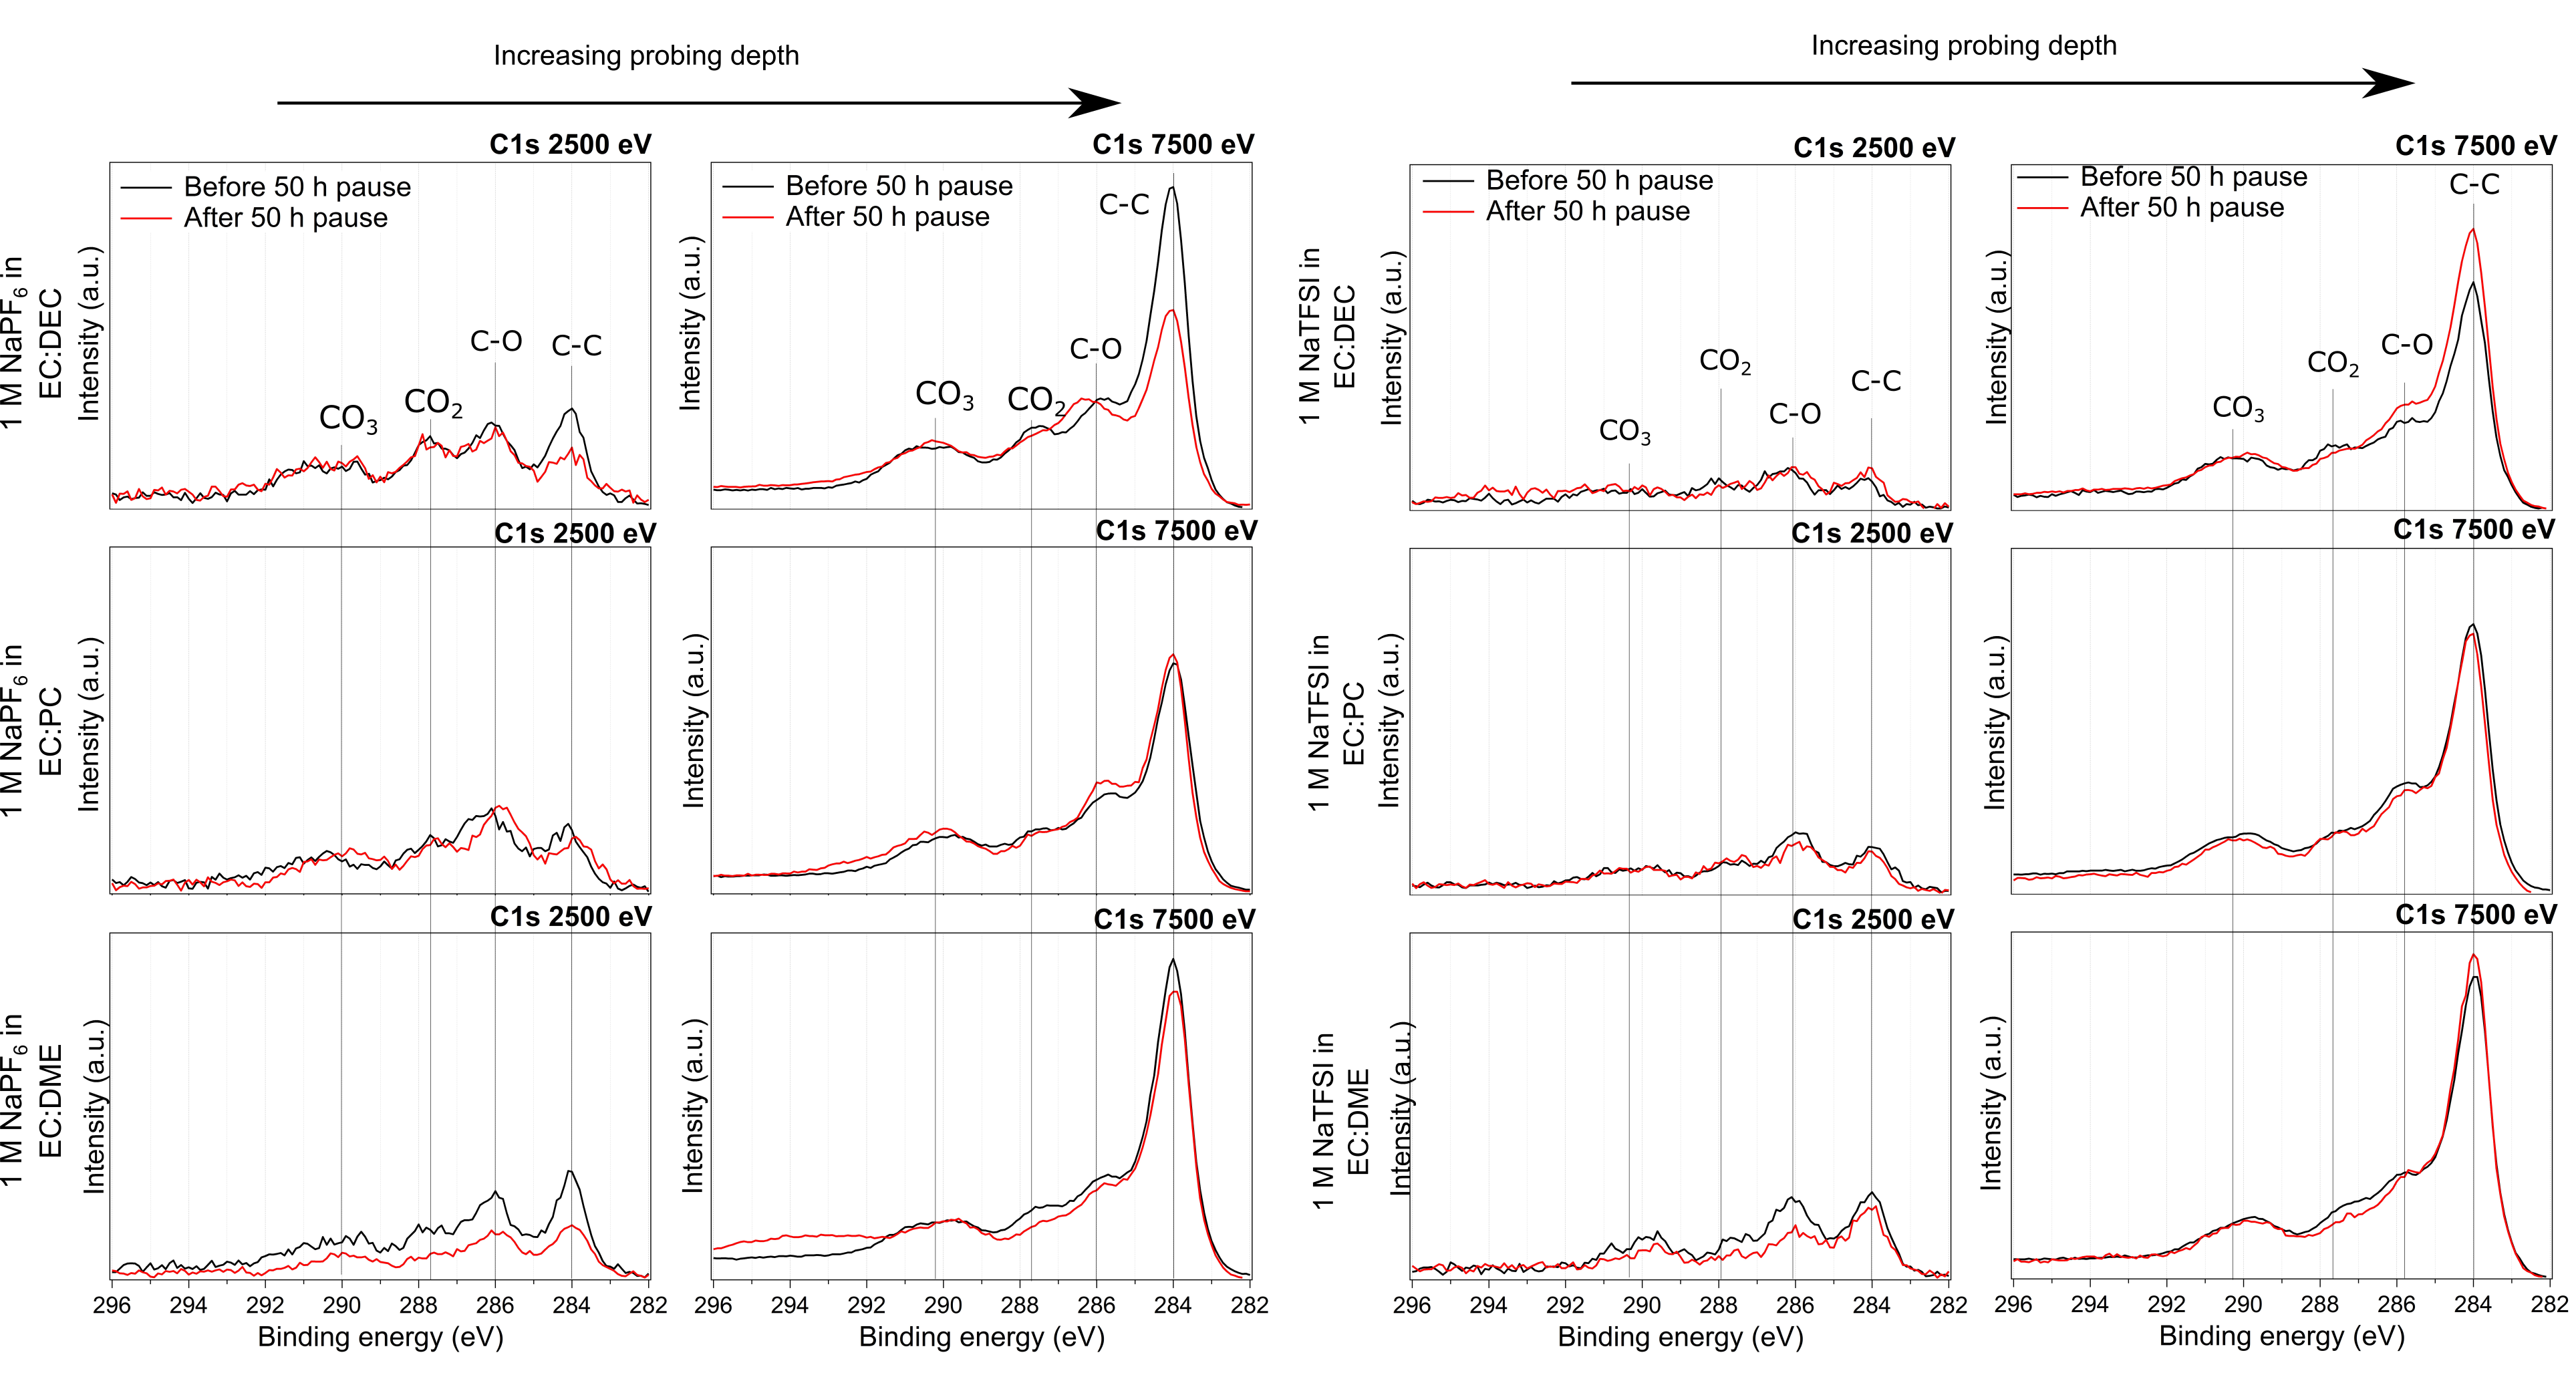 Increasing probing depth
Increasing probing depth
C1s 2500 eV
C1s 7500 eV
C1s 2500 eV
C1s 7500 eV
1 M NaPF6 in
EC:DEC
Intensity (a.u.)
Before 50 h pause
After 50 h pause
CO3
CO2
C-O
C-C
Intensity (a.u.)
Before 50 h pause
After 50 h pause
CO3
CO2
C-O
C-C
1 M NaTFSI in
EC:DEC
Intensity (a.u.)
Before 50 h pause
After 50 h pause
CO3
CO2
C-O
C-C
Intensity (a.u.)
Before 50 h pause
After 50 h pause
CO3
CO2
C-O
C-C
C1s 2500 eV
C1s 7500 eV
C1s 2500 eV
C1s 7500 eV
1 M NaPF6 in
EC:PC
Intensity (a.u.)
Intensity (a.u.)
1 M NaTFSI in
EC:PC
Intensity (a.u.)
Intensity (a.u.)
C1s 2500 eV
C1s 7500 eV
C1s 2500 eV
C1s 7500 eV
1 M NaPF6 in
EC:DME
Intensity (a.u.)
Intensity (a.u.)
1 M NaTFSI in
EC:DME
Intensity (a.u.)
Intensity (a.u.)
296 294 292 290 288 286 284 282
296 294 292 290 288 286 284 282
296 294 292 290 288 286 284 282
296 294 292 290 288 286 284 282
Binding energy (eV)
Binding energy (eV)
Binding energy (eV)
Binding energy (eV)